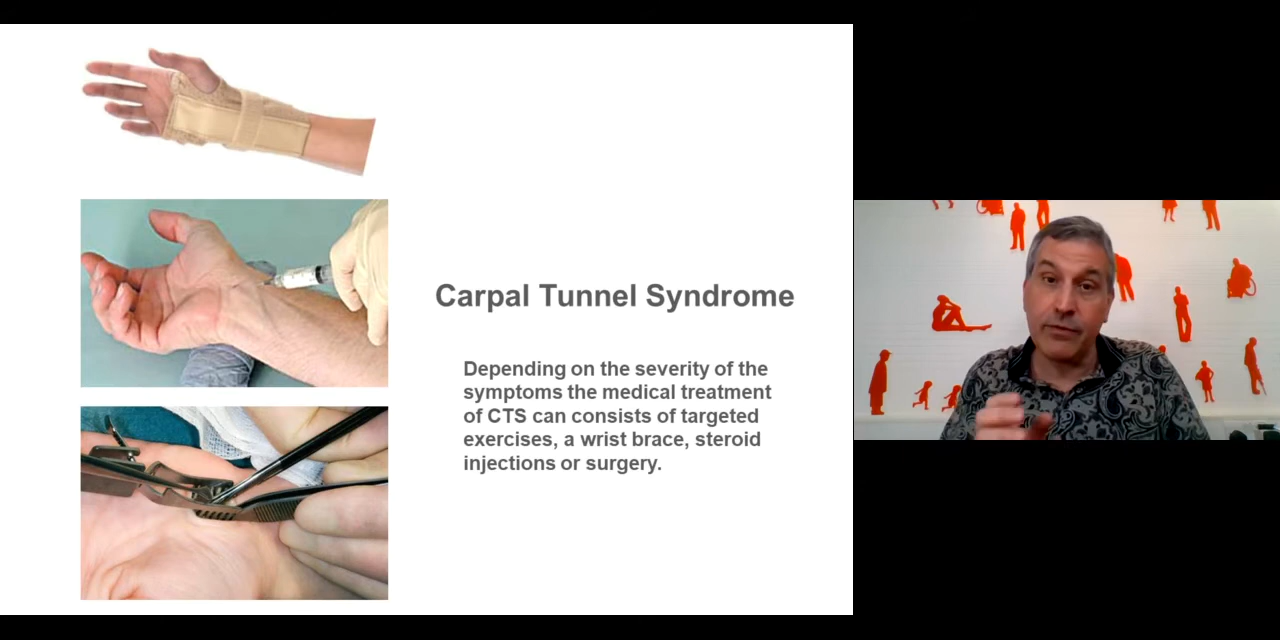 Carpal Tunnel Syndrome
Depending on the severity of the
symptoms the medical treatment
of CTS can consists of targeted
exercises, a wrist brace, steroid
injections or surgery.